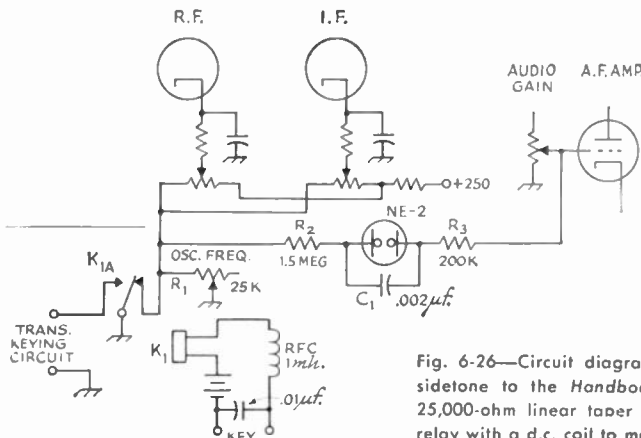 R.F.
I.F.
AUDIO
GAIN
A.F. AMP
+250
NE-2
R2
1.5 MEG
R3
200K
C1
.002µf.
OSC. FREQ.
R1
25K
K1A
TRANS.
KEYING
CIRCUIT
K1
RFC
1mh.
.01µf.
KEY
Fig. 6-26—Circuit diagra
sidetone to the Handbo
25,000-ohm linear taper
relay with a d.c. coil to m